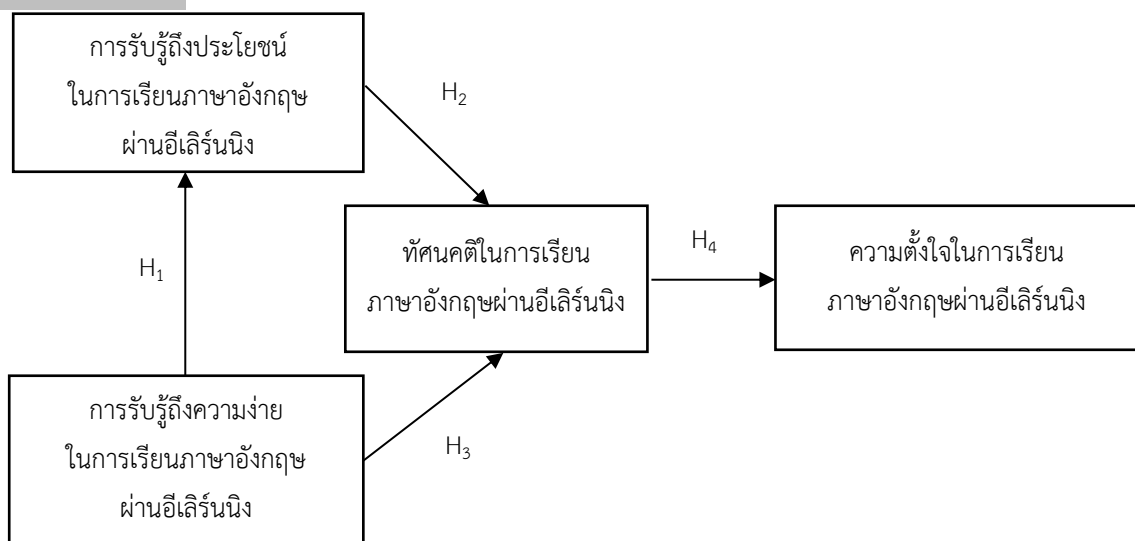 การรับรู้ถึงประโยชน์
ในการเรียนภาษาอังกฤษ
ผ่านอีเลิร์นนิง
H₂
H₁
ทัศนคติในการเรียน
ภาษาอังกฤษผ่านอีเลิร์นนิง
H₄
ความตั้งใจในการเรียน
ภาษาอังกฤษผ่านอีเลิร์นนิง
การรับรู้ถึงความง่าย
ในการเรียนภาษาอังกฤษ
ผ่านอีเลิร์นนิง
H₃